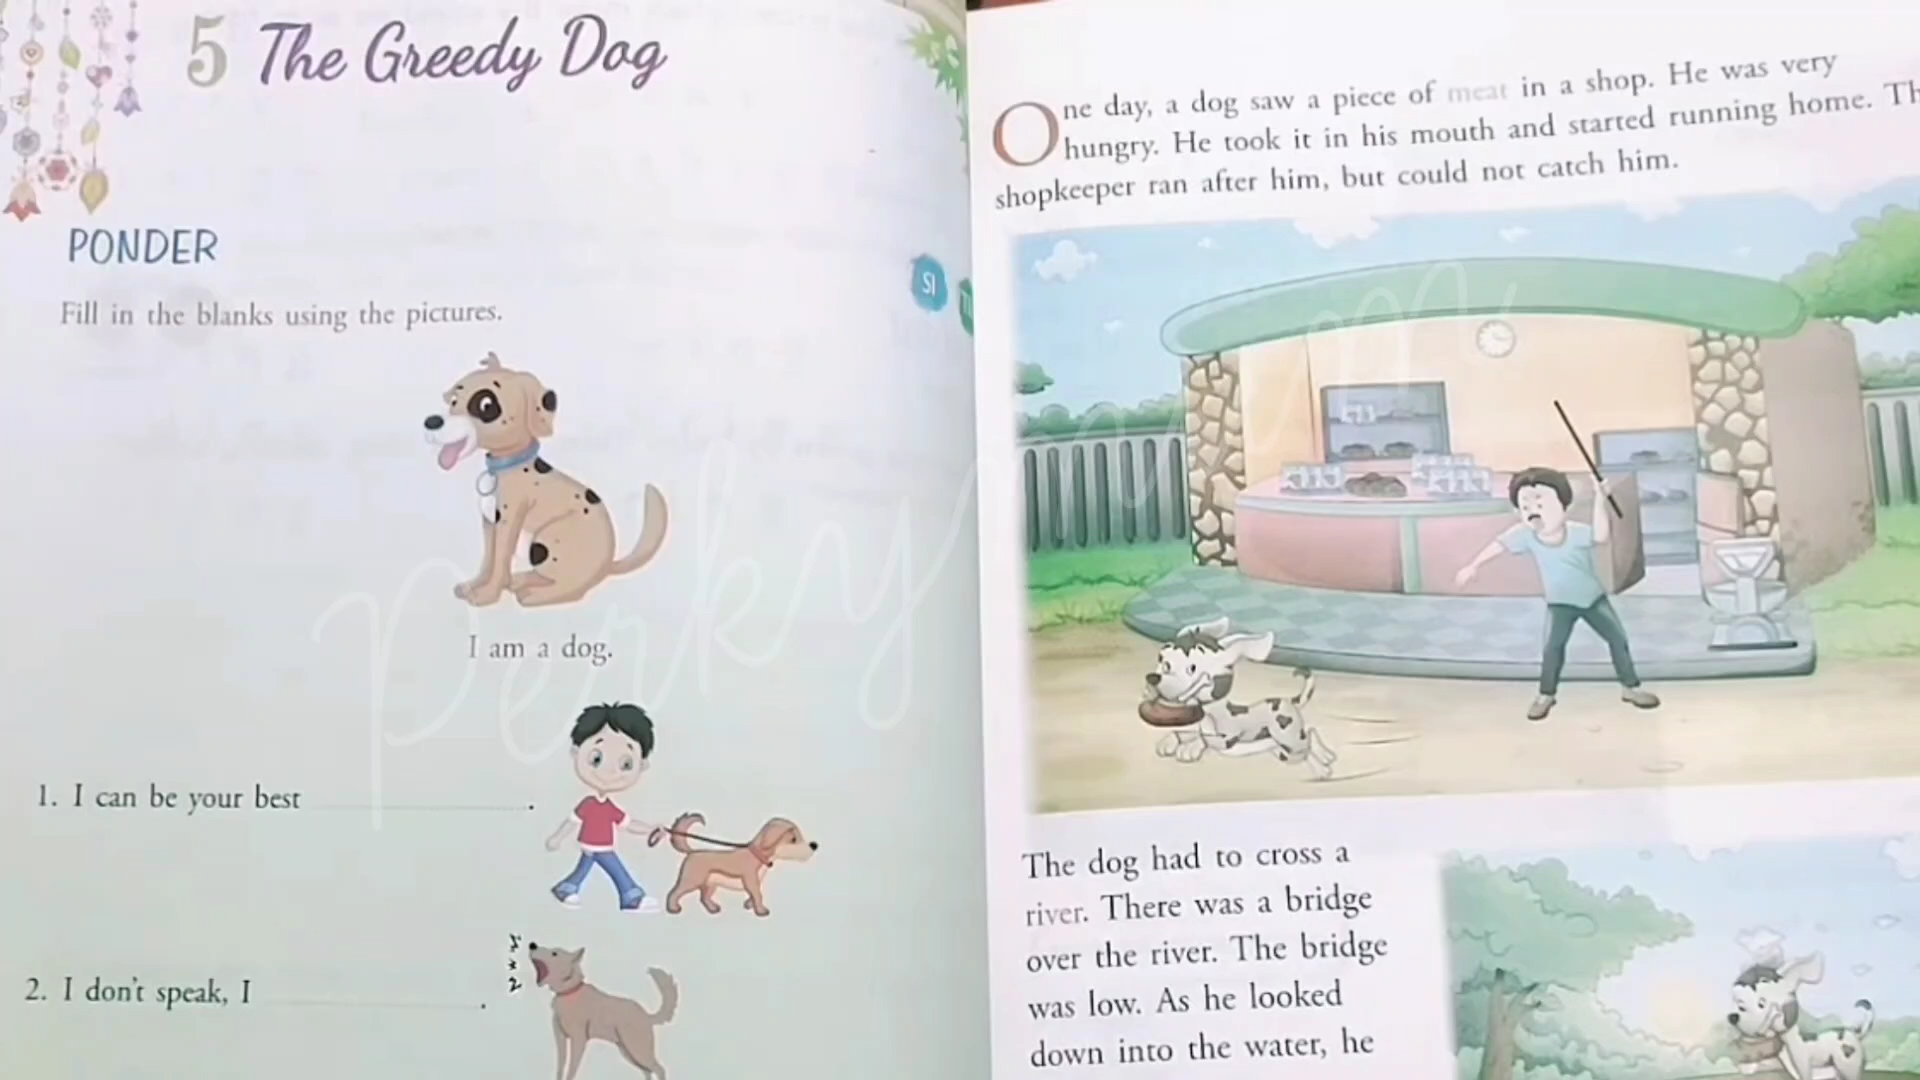 5 The Greedy Dog
PONDER
Fill in the blanks using the pictures.
SI
I am a dog.
1. I can be your best .
2. I don't speak, I .
One day, a dog saw a piece of meat in a shop. He was very
hungry. He took it in his mouth and started running home.
shopkeeper ran after him, but could not catch him.
The dog had to cross a
river. There was a bridge
over the river. The bridge
was low. As he looked
down into the water, he